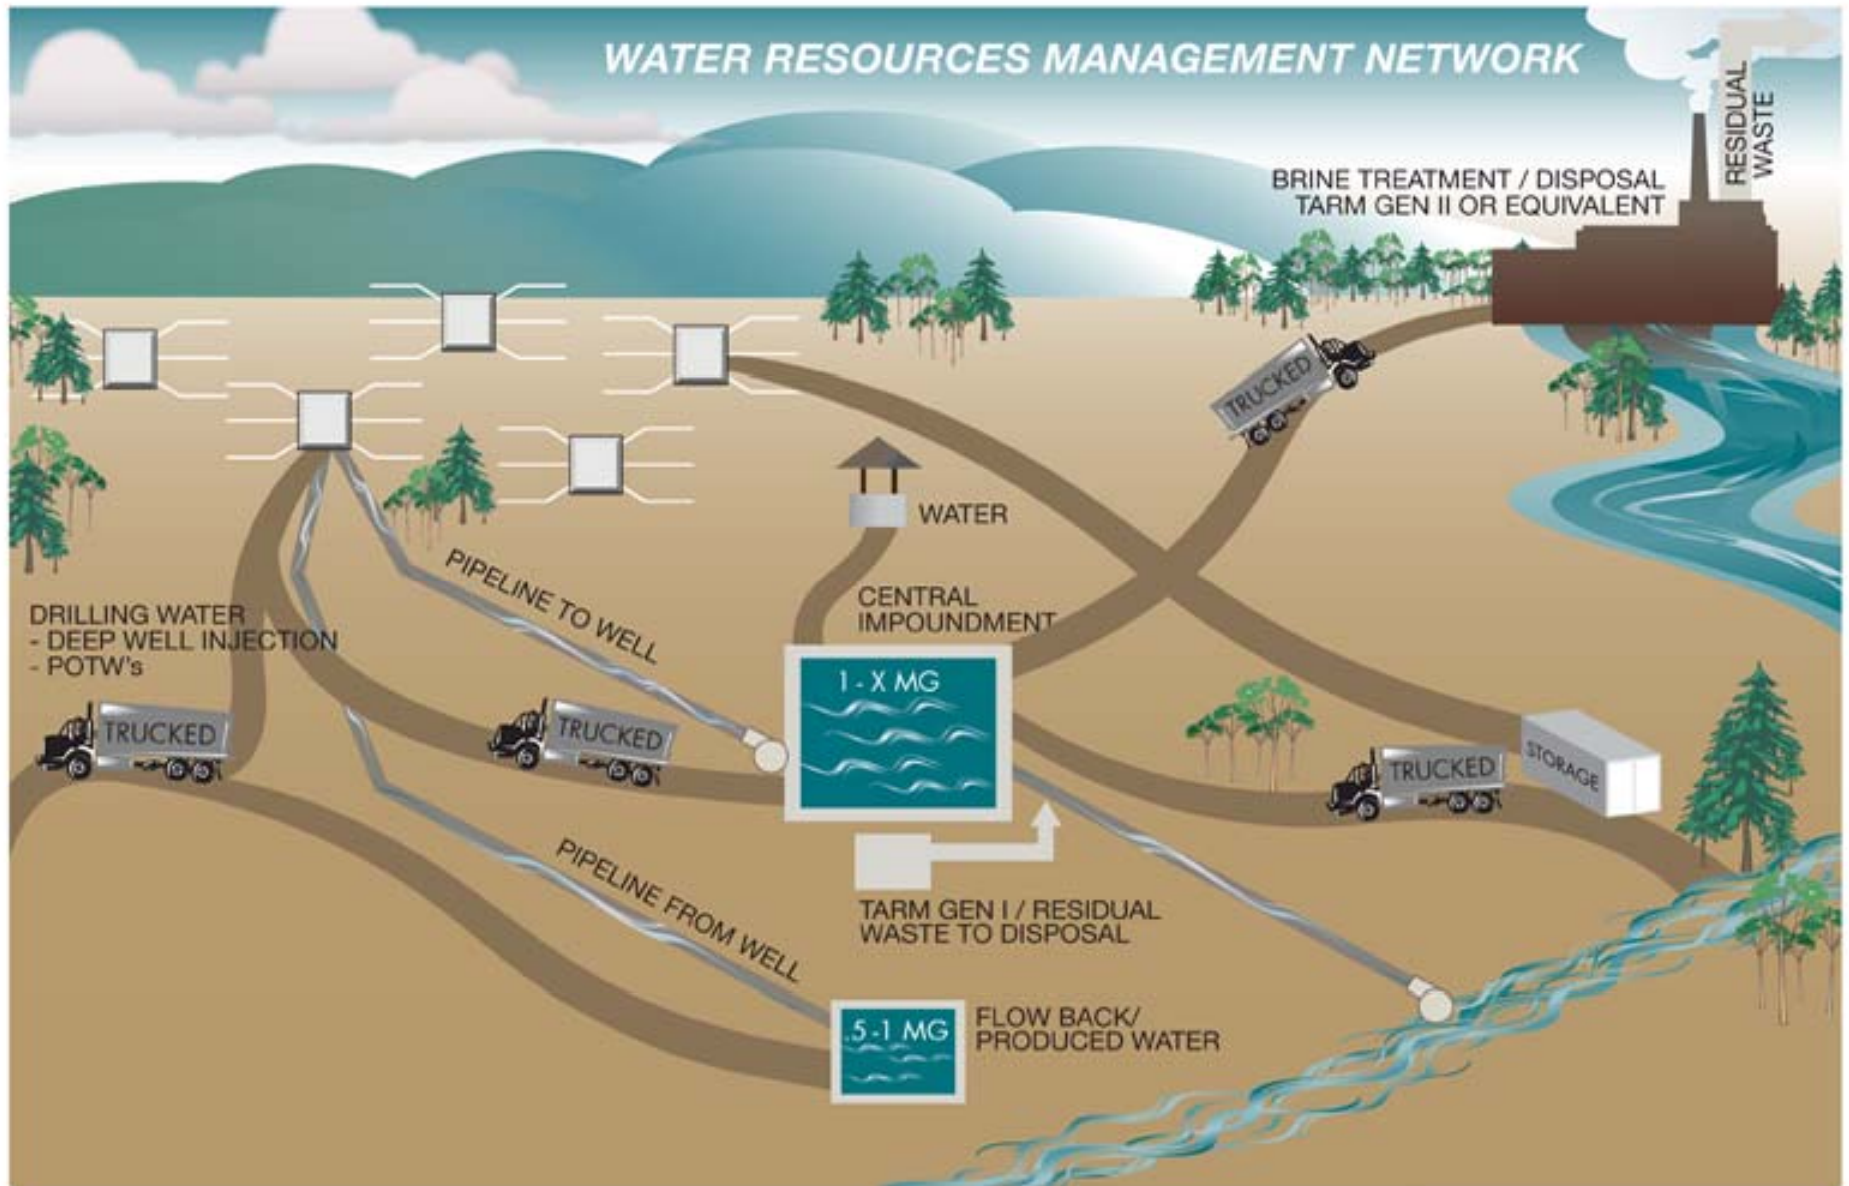 WATER RESOURCES MANAGEMENT NETWORK
RESIDUAL
WASTE
BRINE TREATMENT / DISPOSAL
TARM GEN II OR EQUIVALENT
TRUCKED
WATER
PIPELINE TO WELL
CENTRAL
IMPOUNDMENT
DRILLING WATER
- DEEP WELL INJECTION
- POTW's
1 - X MG
TRUCKED
TRUCKED
TRUCKED
STORAGE
PIPELINE FROM WELL
TARM GEN I / RESIDUAL
WASTE TO DISPOSAL
.5 -1 MG
FLOW BACK/
PRODUCED WATER